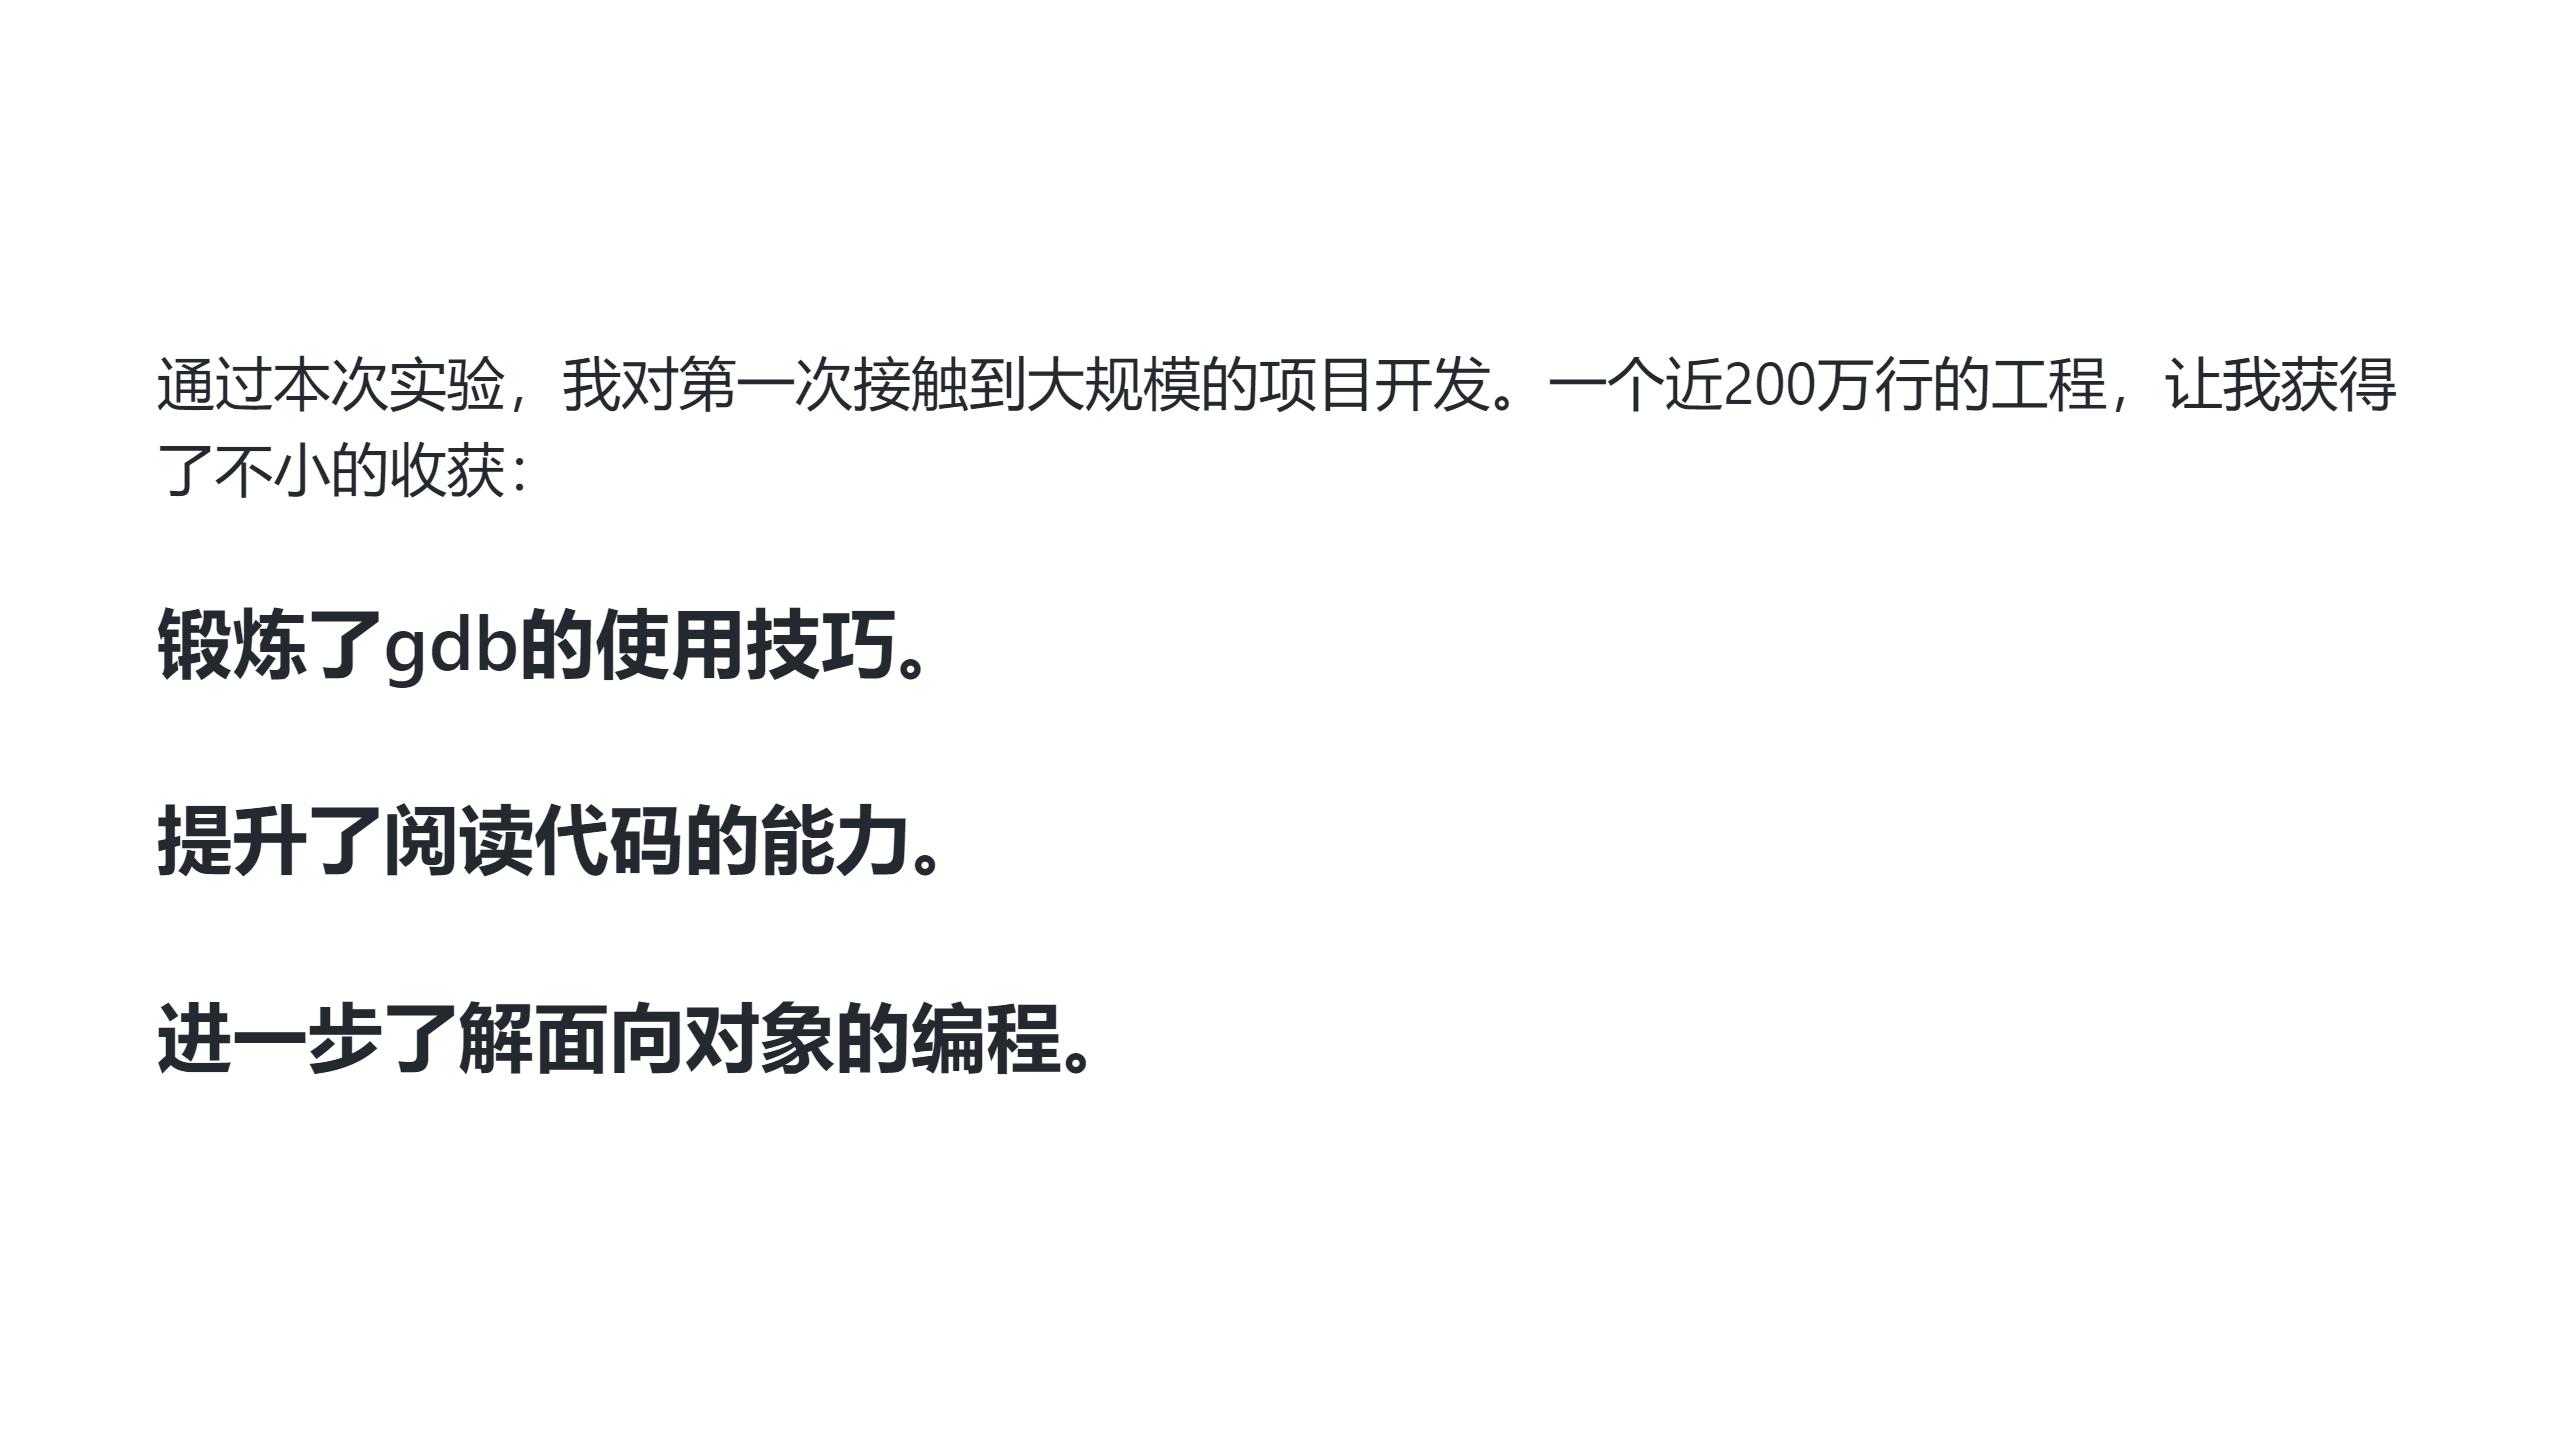 通过本次实验，我对第一次接触到大规模的项目开发。一个近200万行的工程，让我获得
了不小的收获：
锻炼了gdb的使用技巧。
提升了阅读代码的能力。
进一步了解面向对象的编程。